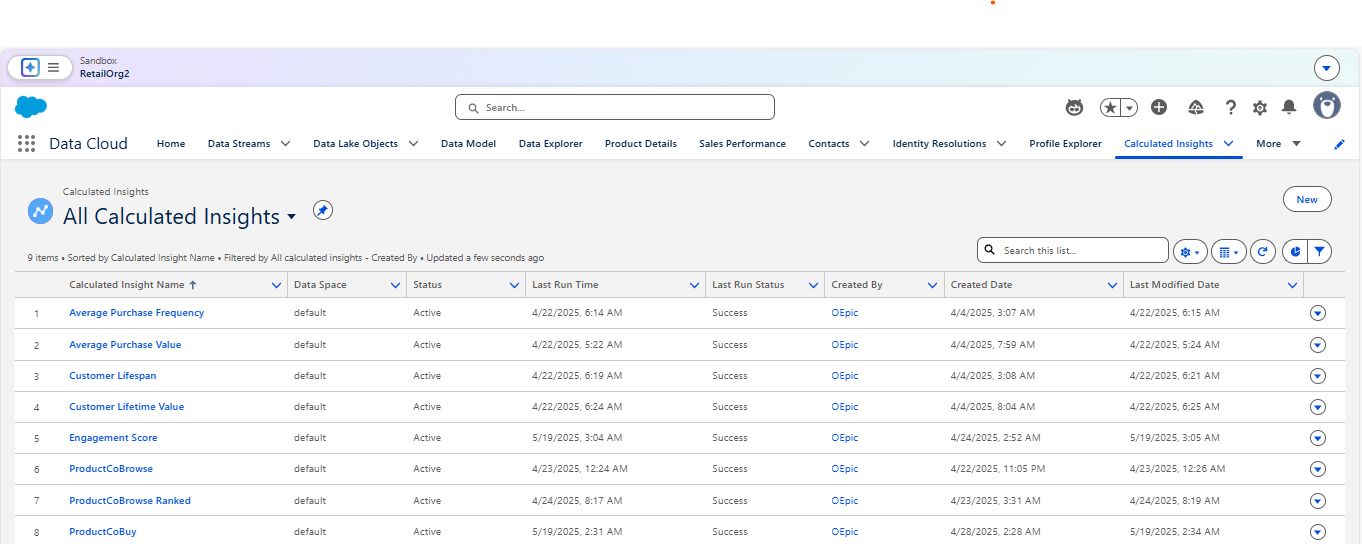 Sandbox
RetailOrg2
Search...
Data Cloud Home Data Streams Data Lake Objects Data Model Data Explorer Product Details Sales Performance Contacts Identity Resolutions Profile Explorer Calculated Insights More
Calculated Insights
All Calculated Insights
New
Search this list...
9 items • Sorted by Calculated Insight Name • Filtered by All calculated insights - Created By • Updated a few seconds ago
Calculated Insight Name ↑ Data Space Status Last Run Time Last Run Status Created By Created Date Last Modified Date
1 Average Purchase Frequency default Active 4/22/2025, 6:14 AM Success OEpic 4/4/2025, 3:07 AM 4/22/2025, 6:15 AM
2 Average Purchase Value default Active 4/22/2025, 5:22 AM Success OEpic 4/4/2025, 7:59 AM 4/22/2025, 5:24 AM
3 Customer Lifespan default Active 4/22/2025, 6:19 AM Success OEpic 4/4/2025, 3:08 AM 4/22/2025, 6:21 AM
4 Customer Lifetime Value default Active 4/22/2025, 6:24 AM Success OEpic 4/4/2025, 8:04 AM 4/22/2025, 6:25 AM
5 Engagement Score default Active 5/19/2025, 3:04 AM Success OEpic 4/24/2025, 2:52 AM 5/19/2025, 3:05 AM
6 ProductCoBrowse default Active 4/23/2025, 12:24 AM Success OEpic 4/22/2025, 11:05 PM 4/23/2025, 12:26 AM
7 ProductCoBrowse Ranked default Active 4/24/2025, 8:17 AM Success OEpic 4/23/2025, 3:31 AM 4/24/2025, 8:19 AM
8 ProductCoBuy default Active 5/19/2025, 2:31 AM Success OEpic 4/28/2025, 2:28 AM 5/19/2025, 2:34 AM